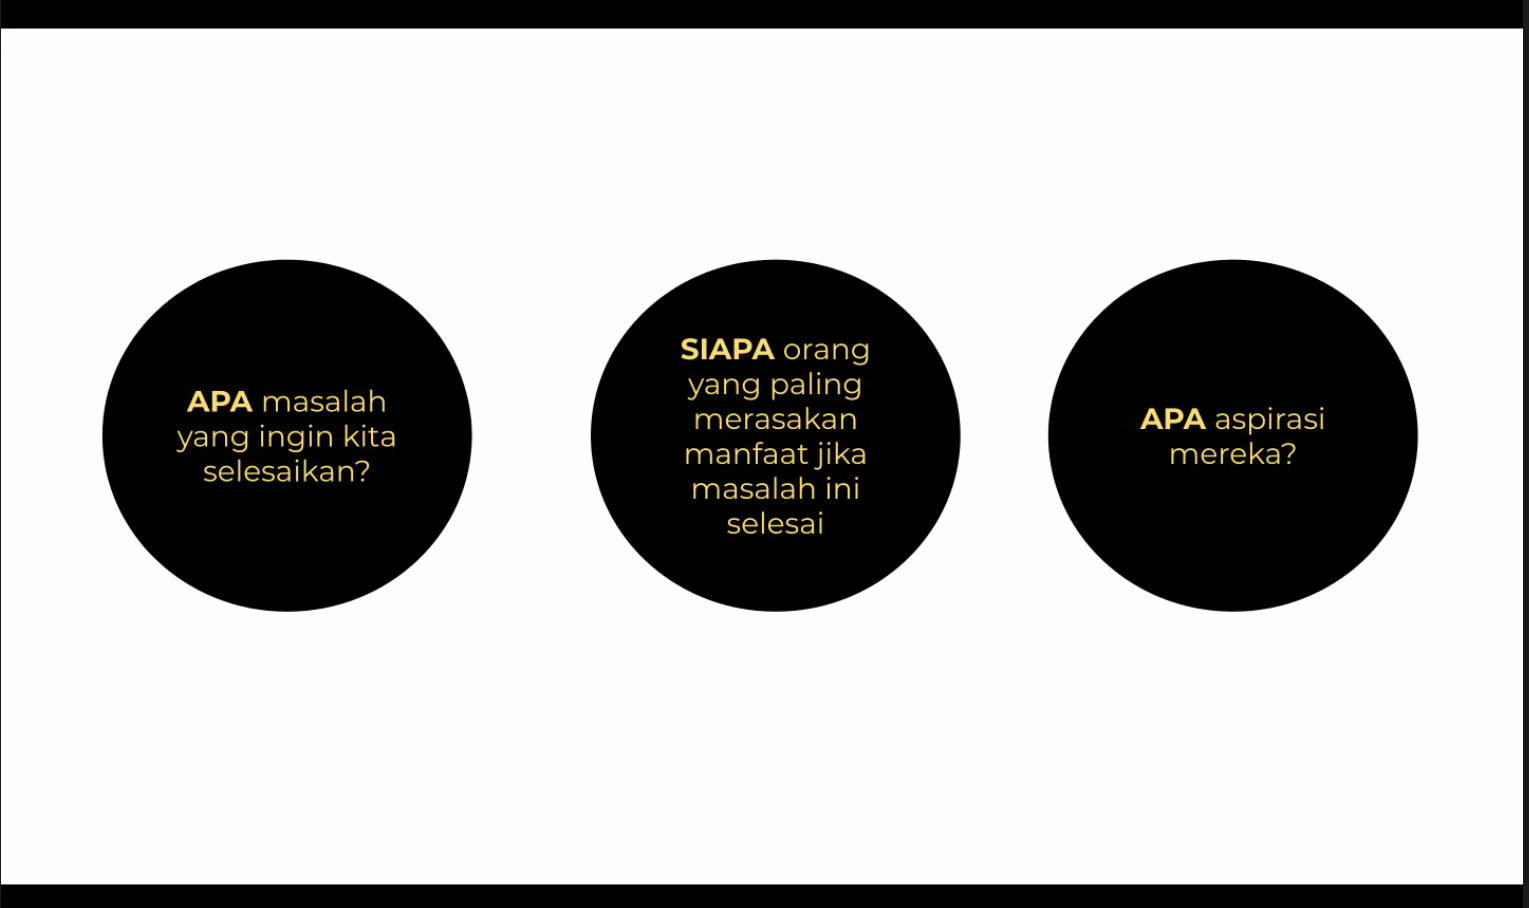 APA masalah
yang ingin kita
selesaikan?
SIAPA orang
yang paling
merasakan
manfaat jika
masalah ini
selesai
APA aspirasi
mereka?